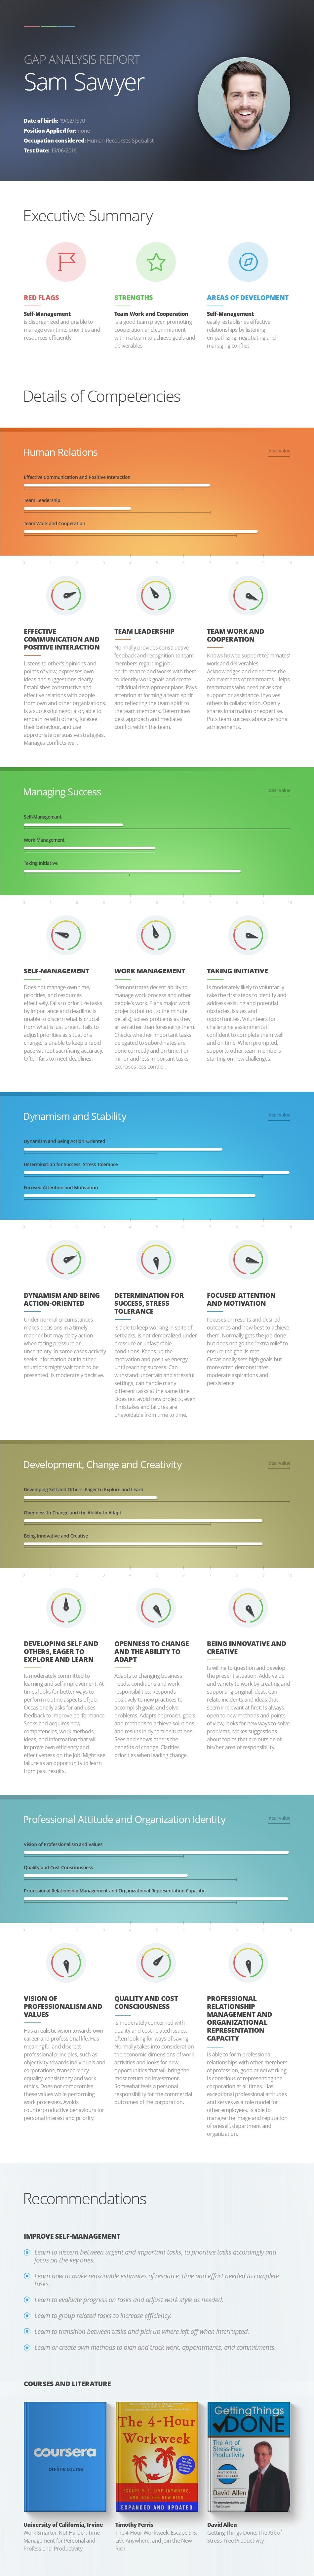 GAP ANALYSIS REPORT
Sam Sawyer
Date of birth: 19/02/1970
Position Applied for: none
Occupation considered: Human Recourses Specialist
Test Date: 15/06/2016
Executive Summary
RED FLAGS
Self-Management
is disorganized and unable to
manage own time, priorities and
resources efficiently
STRENGTHS
Team Work and Cooperation
is a good team player, promoting
cooperation and commitment
within a team to achieve goals and
deliverables
AREAS OF DEVELOPMENT
Self-Management
easily establishes effective
relationships by listening,
empathizing, negotiating and
managing conflict
Details of Competencies
Human Relations
Ideal value
Effective Communication and Positive Interaction
Team Leadership
Team Work and Cooperation
0 1 2 3 4 5 6 7 8 9 10
EFFECTIVE
COMMUNICATION AND
POSITIVE INTERACTION
Listens to other's opinions and
points of view, expresses own
ideas and suggestions clearly.
Establishes constructive and
effective relations with people
from own and other organizations.
Is a successful negotiator, able to
empathize with others, foresee
their behaviour, and use
appropriate persuasive strategies.
Manages conflicts well.
TEAM LEADERSHIP
Normally provides constructive
feedback and recognition to team
members regarding job
performance and works with them
to identify work goals and create
individual development plans. Pays
attention at forming a team spirit
and reflecting the team spirit to
the team members. Determines
best approach and mediates
conflict within the team.
TEAM WORK AND
COOPERATION
Knows how to support teammates'
work and deliverables.
Acknowledges and celebrates the
achievements of teammates. Helps
teammates who need or ask for
support or assistance. Involves
others in collaboration. Openly
shares information or expertise.
Puts team success above personal
achievements.
Managing Success
Ideal value
Self-Management
Work Management
Taking Initiative
0 1 2 3 4 5 6 7 8 9 10
SELF-MANAGEMENT
Does not manage own time,
priorities, and resources
effectively. Fails to prioritize tasks
by importance and deadline. Is
unable to discern what is crucial
from what is just urgent. Fails to
adjust priorities as situations
change. Is unable to keep a rapid
pace without sacrificing accuracy.
Often fails to meet deadlines.
WORK MANAGEMENT
Demonstrates decent ability to
manage work process and other
people's work. Plans major work
projects (but not to the minute
details), solves problems as they
arise rather than foreseeing them.
Checks whether important tasks
delegated to subordinates are
done correctly and on time. For
minor and less important tasks
exercises less control.
TAKING INITIATIVE
Is moderately likely to voluntarily
take the first steps to identify and
address existing and potential
obstacles, issues and
opportunities. Volunteers for
challenging assignments if
confident to complete them well
and on time. When prompted,
supports other team members
starting on new challenges.
Dynamism and Stability
Ideal value
Dynamism and Being Action-Oriented
Determination for Success, Stress Tolerance
Focused Attention and Motivation
0 1 2 3 4 5 6 7 8 9 10
DYNAMISM AND BEING
ACTION-ORIENTED
Under normal circumstances
makes decisions in a timely
manner but may delay action
when facing pressure or
uncertainty. In some cases actively
seeks information but in other
situations might wait for it to be
presented. Is moderately decisive.
DETERMINATION FOR
SUCCESS, STRESS
TOLERANCE
Is able to keep working in spite of
setbacks, is not demoralized under
pressure or unfavorable
conditions. Keeps up the
motivation and positive energy
until reaching success. Can
withstand uncertain and stressful
settings, can handle many
different tasks at the same time.
Does not avoid new projects, even
if mistakes and failures are
unavoidable from time to time.
FOCUSED ATTENTION
AND MOTIVATION
Focuses on results and desired
outcomes and how best to achieve
them. Normally gets the job done
but does not go the "extra mile" to
ensure the goal is met.
Occasionally sets high goals but
more often demonstrates
moderate aspirations and
persistence.
Development, Change and Creativity
Ideal value
Developing Self and Others, Eager to Explore and Learn
Openness to Change and the Ability to Adapt
Being Innovative and Creative
0 1 2 3 4 5 6 7 8 9 10
DEVELOPING SELF AND
OTHERS, EAGER TO
EXPLORE AND LEARN
Is moderately committed to
learning and self-improvement. At
times looks for better ways to
perform routine aspects of job.
Occasionally asks for and uses
feedback to improve performance.
Seeks and acquires new
competencies, work methods,
ideas, and information that will
improve own efficiency and
effectiveness on the job. Might see
failure as an opportunity to learn
from past results.
OPENNESS TO CHANGE
AND THE ABILITY TO
ADAPT
Adapts to changing business
needs, conditions and work
responsibilities. Responds
positively to new practices to
accomplish goals and solve
problems. Adapts approach, goals
and methods to achieve solutions
and results in dynamic situations.
Sees and shows others the
benefits of change. Clarifies
priorities when leading change.
BEING INNOVATIVE AND
CREATIVE
Is willing to question and develop
the present situation. Adds value
and variety to work by creating and
supporting original ideas. Can
relate incidents and ideas that
seem irrelevant at first. Is always
open to new methods and points
of view, looks for new ways to solve
problems. Makes suggestions
about topics that are outside of
his/her area of responsibility.
Professional Attitude and Organization Identity
Ideal value
Vision of Professionalism and Values
Quality and Cost Consciousness
Professional Relationship Management and Organizational Representation Capacity
0 1 2 3 4 5 6 7 8 9 10
VISION OF
PROFESSIONALISM AND
VALUES
Has a realistic vision towards own
career and professional life. Has
meaningful and discreet
professional principles, such as
objectivity towards individuals and
corporations, transparency,
equality, consistency and work
ethics. Does not compromise
these values while performing
work processes. Avoids
counterproductive behaviours for
personal interest and priority.
QUALITY AND COST
CONSCIOUSNESS
Is moderately concerned with
quality and cost-related issues,
often looking for ways of saving.
Normally takes into consideration
the economic dimensions of work
activities and looks for new
opportunities that will bring the
most return on investment.
Somewhat feels a personal
responsibility for the commercial
outcomes of the corporation.
PROFESSIONAL
RELATIONSHIP
MANAGEMENT AND
ORGANIZATIONAL
REPRESENTATION
CAPACITY
Is able to form professional
relationships with other members
of profession, good at networking.
Is conscious of representing the
corporation at all times. Has
exceptional professional attitudes
and serves as a role model for
other employees. Is able to
manage the image and reputation
of oneself, department and
organization.
Recommendations
IMPROVE SELF-MANAGEMENT
Learn to discern between urgent and important tasks, to prioritize tasks accordingly and
focus on the key ones.
Learn how to make reasonable estimates of resource, time and effort needed to complete
tasks.
Learn to evaluate progress on tasks and adjust work style as needed.
Learn to group related tasks to increase efficiency.
Learn to transition between tasks and pick up where left off when interrupted.
Learn or create own methods to plan and track work, appointments, and commitments.
COURSES AND LITERATURE
coursera
on-line course
The 4-Hour
Workweek
ESCAPE 9-5, LIVE ANYWHERE,
AND JOIN THE NEW RICH
EXPANDED AND UPDATED
Getting Things
DONE
The Art of
Stress-Free
Productivity
David Allen
University of California, Irvine
Work Smarter, Not Harder: Time
Management for Personal and
Professional Productivity
Timothy Ferris
The 4-Hour Workweek: Escape 9-5,
Live Anywhere, and Join the New
Rich
David Allen
Getting Things Done: The Art of
Stress-Free Productivity